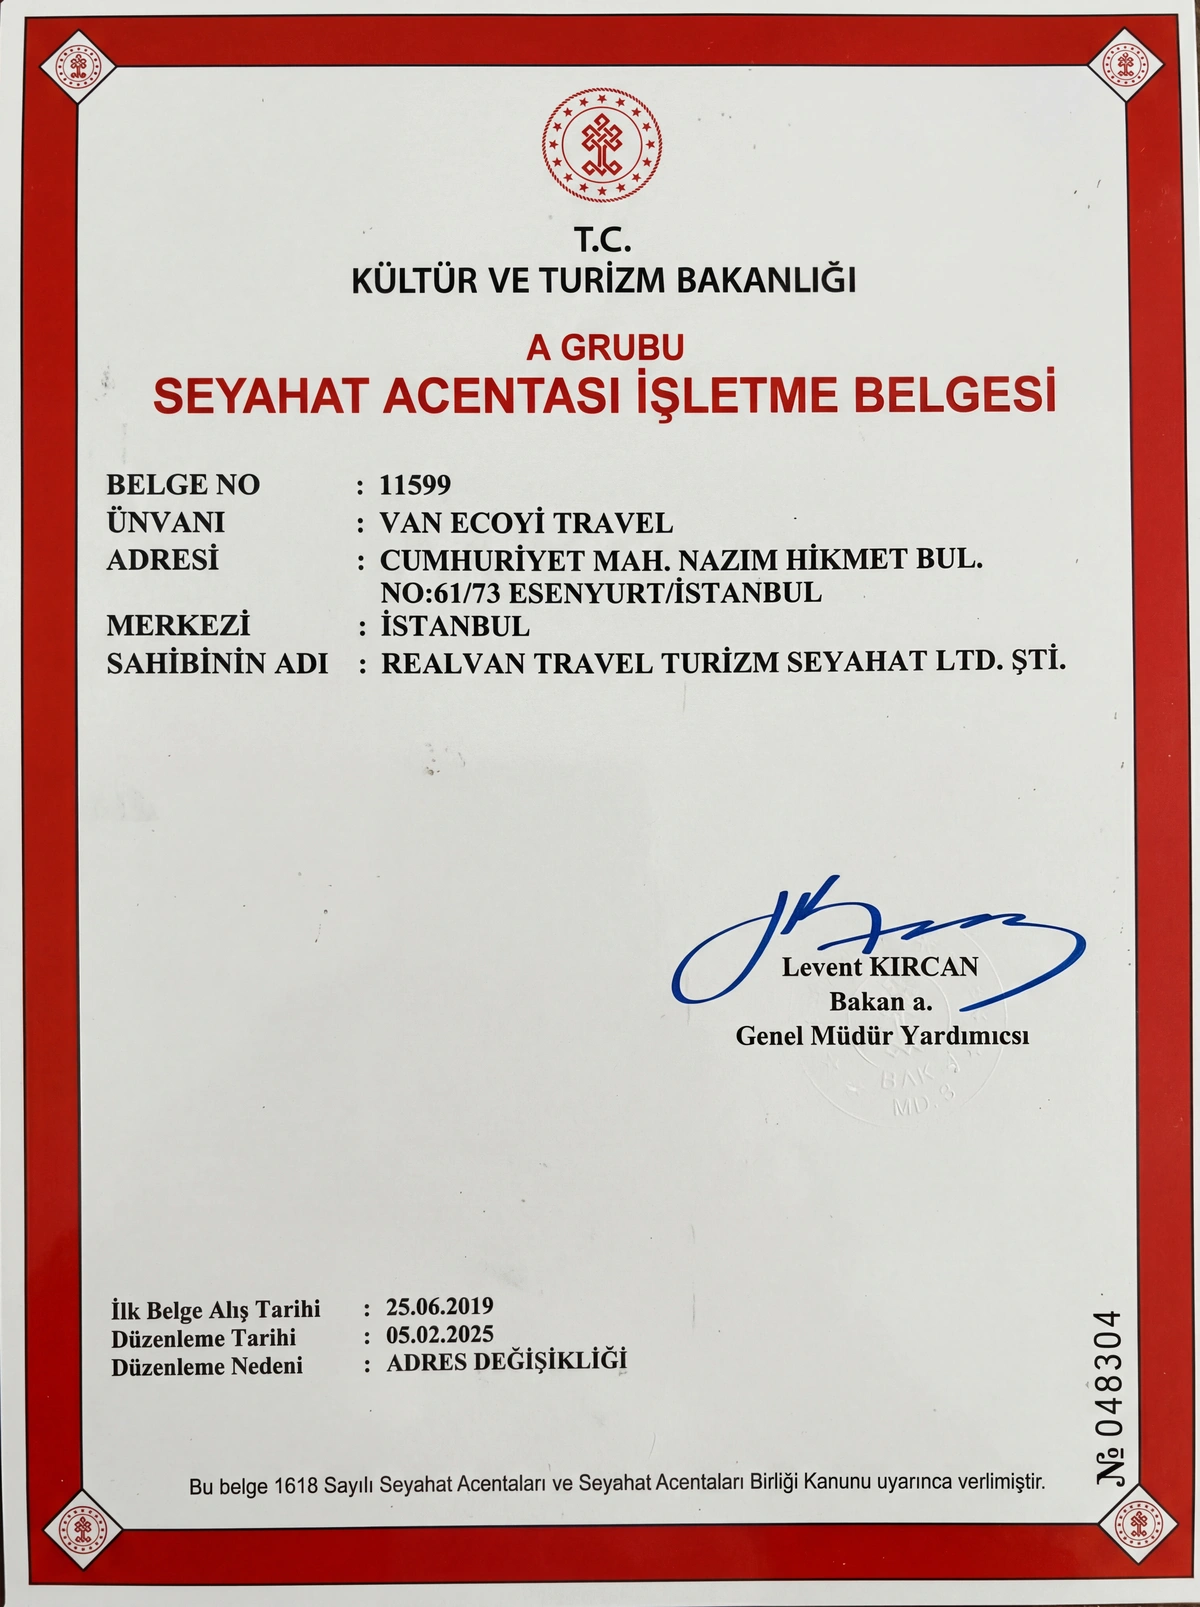 T.C.
KÜLTÜR VE TURİZM BAKANLIĞI
A GRUBU
SEYAHAT ACENTASI İŞLETME BELGESİ
BELGE NO : 11599
ÜNVANI : VAN ECOYİ TRAVEL
ADRESİ : CUMHURİYET MAH. NAZIM HİKMET BUL.
NO:61/73 ESENYURT/İSTANBUL
MERKEZİ : İSTANBUL
SAHİBİNİN ADI : REALVAN TRAVEL TURİZM SEYAHAT LTD. ŞTİ.
Levent KIRCAN
Bakan a.
Genel Müdür Yardımıcsı
İlk Belge Alış Tarihi : 25.06.2019
Düzenleme Tarihi : 05.02.2025
Düzenleme Nedeni : ADRES DEĞİŞİKLİĞİ
№ 048304
Bu belge 1618 Sayılı Seyahat Acentaları ve Seyahat Acentaları Birliği Kanunu uyarınca verlimiştir.